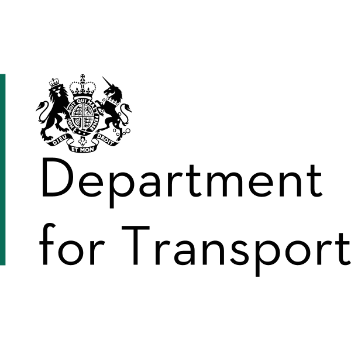 DIEU ET MON DROIT
Department
for Transport